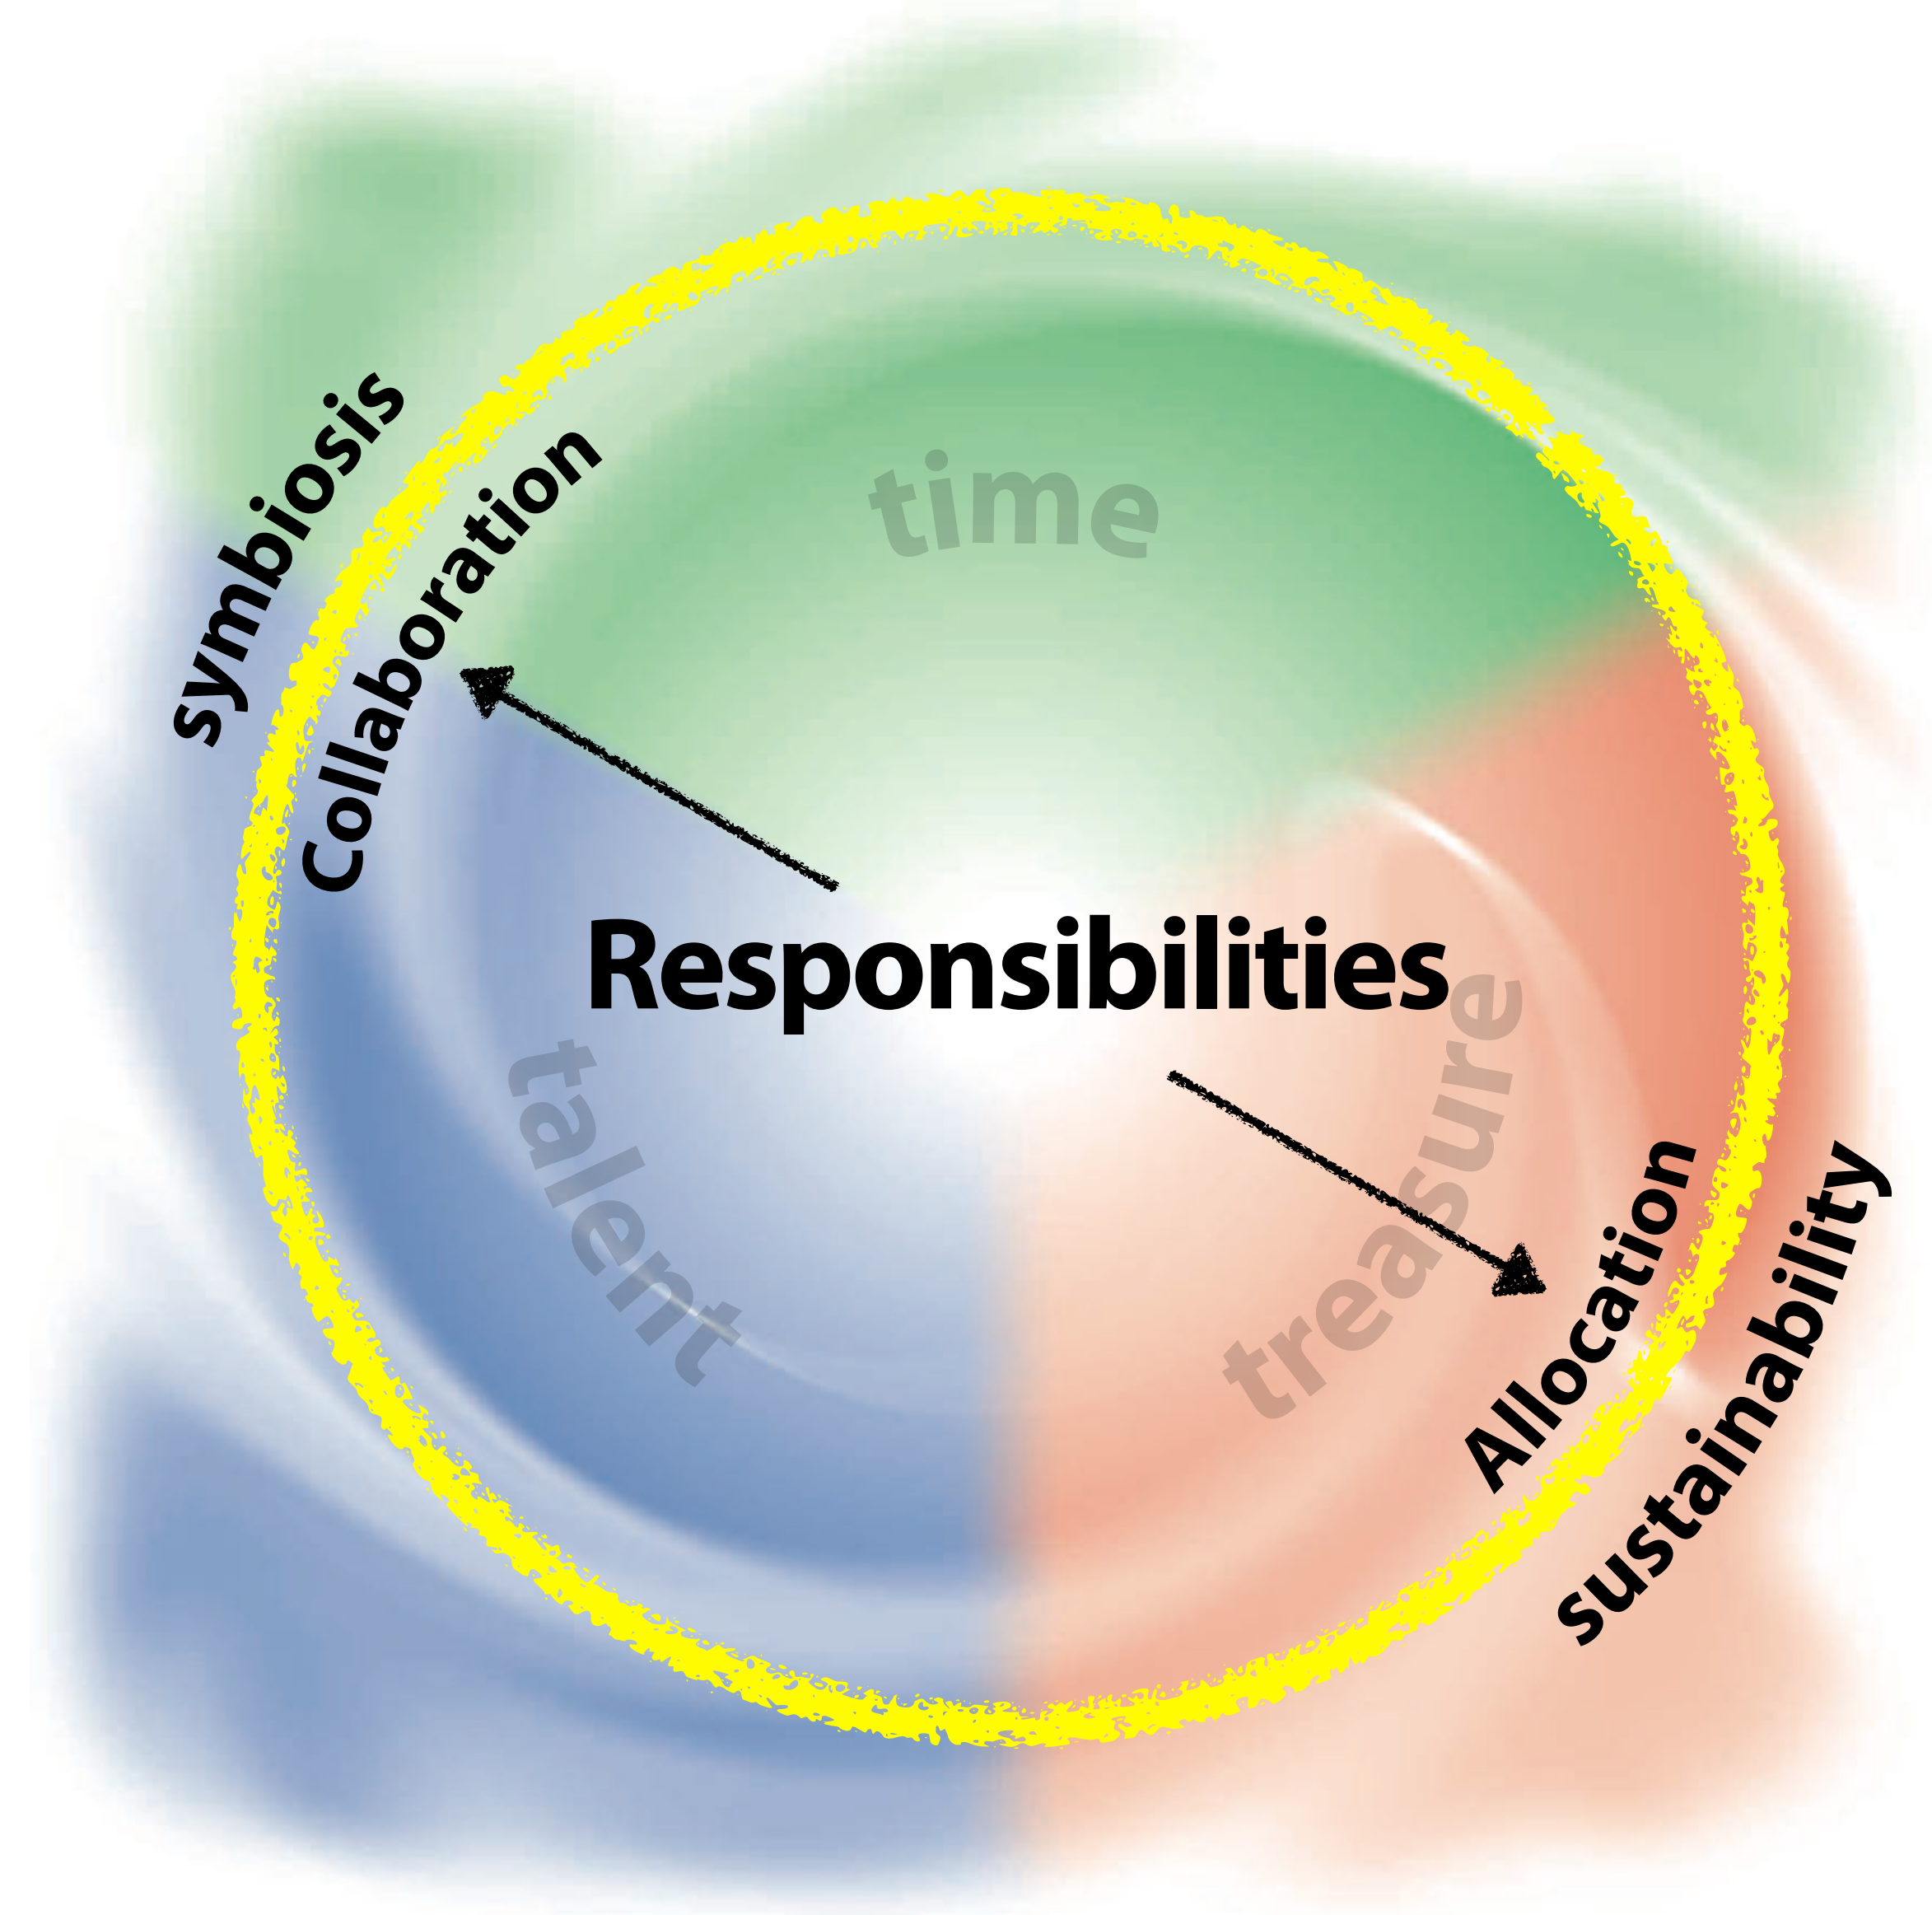 symbiosis
Collaboration
time
Responsibilities
talent
treasure
Allocation
sustainability